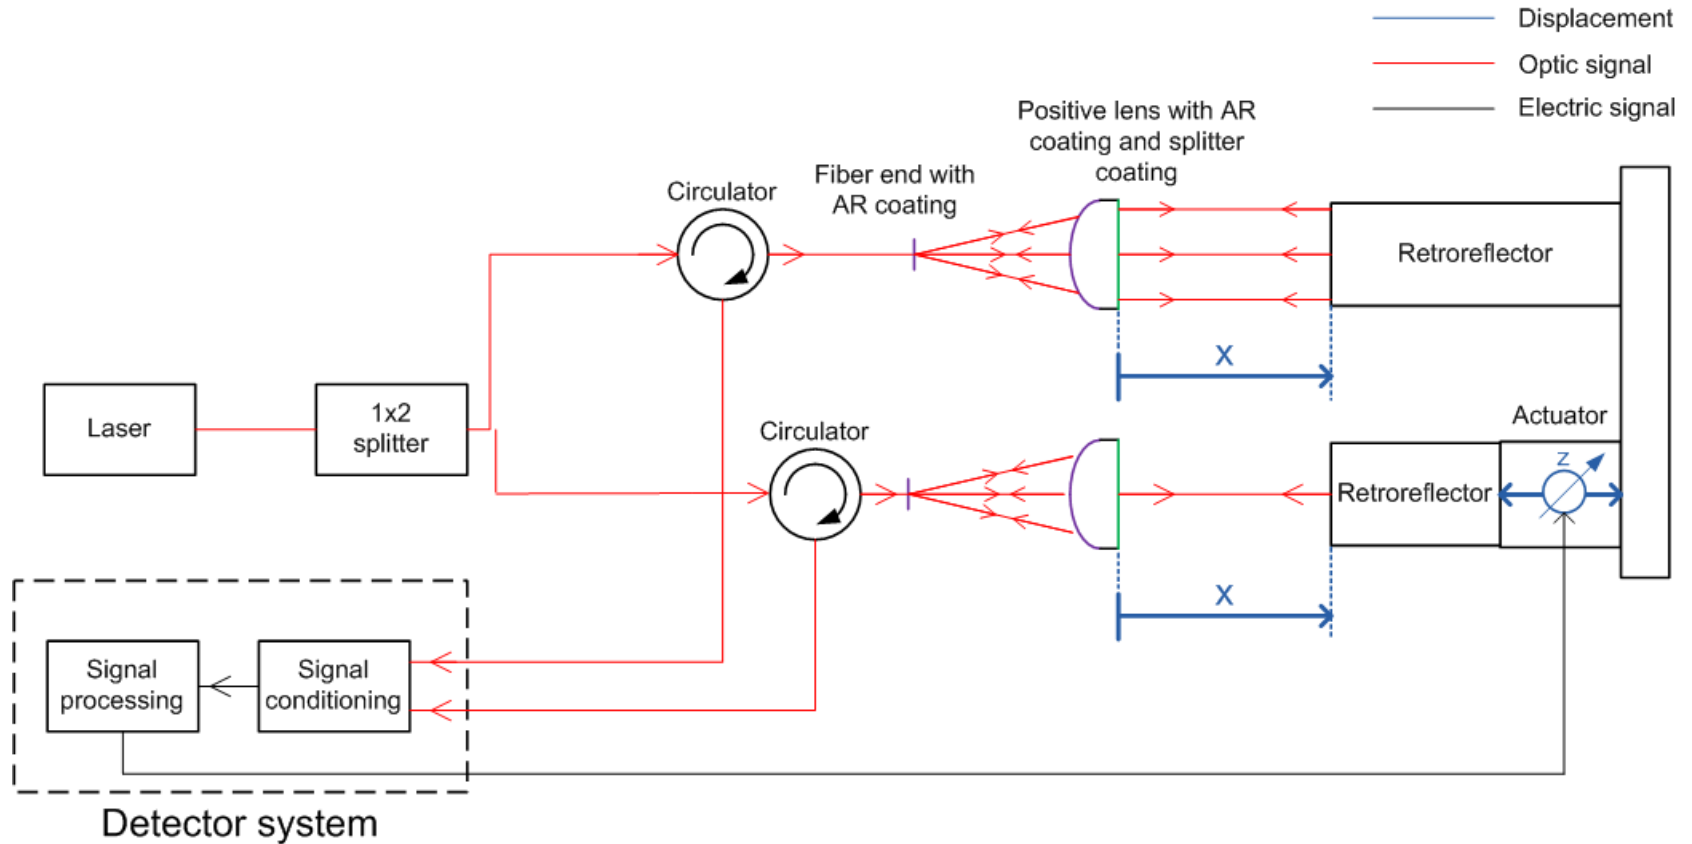 Displacement
Optic signal
Electric signal
Positive lens with AR
coating and splitter
coating
Fiber end with
AR coating
Circulator
Retroreflector
X
Laser
1x2
splitter
Circulator
Actuator
Retroreflector
Z
X
Signal
processing
Signal
conditioning
Detector system